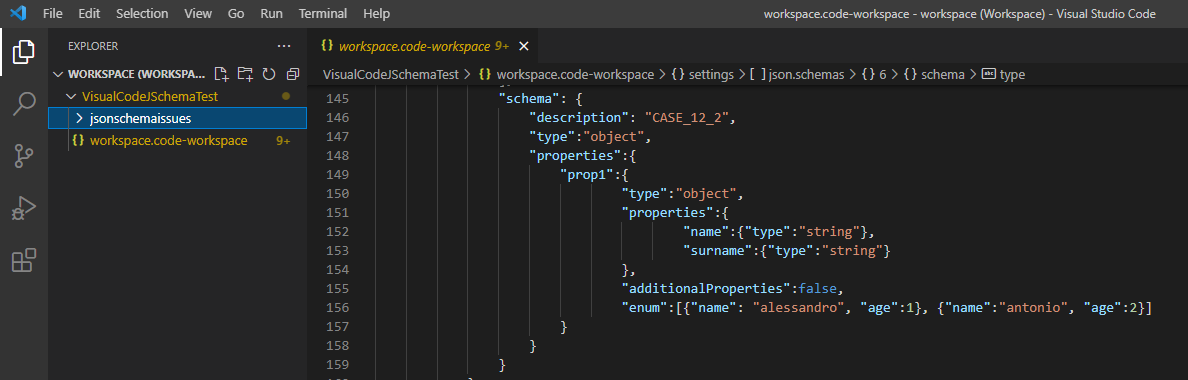 File Edit Selection View Go Run Terminal Help workspace.code-workspace - workspace (Workspace) - Visual Studio Code
EXPLORER
WORKSPACE (WORKSPA...
VisualCodeJSchemaTest
jsonschemaissues
workspace.code-workspace 9+
workspace.code-workspace 9+
VisualCodeJSchemaTest > {} workspace.code-workspace > {} settings > [ ] json.schemas > {} 6 > {} schema > abc type
145 "schema": {
146 "description": "CASE_12_2",
147 "type":"object",
148 "properties":{
149 "prop1":{
150 "type":"object",
151 "properties":{
152 "name":{"type":"string"},
153 "surname":{"type":"string"}
154 },
155 "additionalProperties":false,
156 "enum":[{"name": "alessandro", "age":1}, {"name":"antonio", "age":2}]
157 }
158 }
159 }